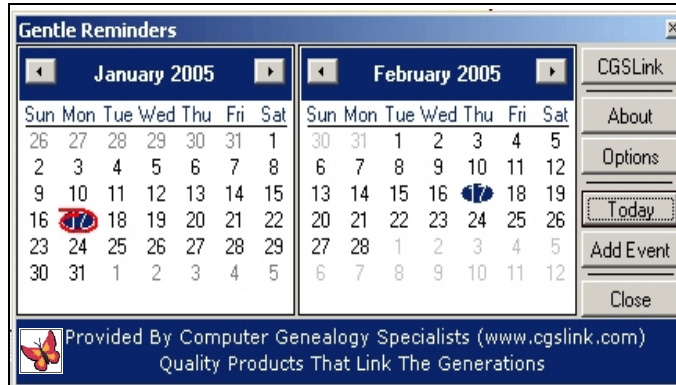 Gentle Reminders
January 2005
Sun Mon Tue Wed Thu Fri Sat
26 27 28 29 30 31 1
2 3 4 5 6 7 8
9 10 11 12 13 14 15
16 17 18 19 20 21 22
23 24 25 26 27 28 29
30 31 1 2 3 4 5
February 2005
Sun Mon Tue Wed Thu Fri Sat
30 31 1 2 3 4 5
6 7 8 9 10 11 12
13 14 15 16 17 18 19
20 21 22 23 24 25 26
27 28 1 2 3 4 5
6 7 8 9 10 11 12
CGSLink
About
Options
Today
Add Event
Close
Provided By Computer Genealogy Specialists (www.cgslink.com)
Quality Products That Link The Generations